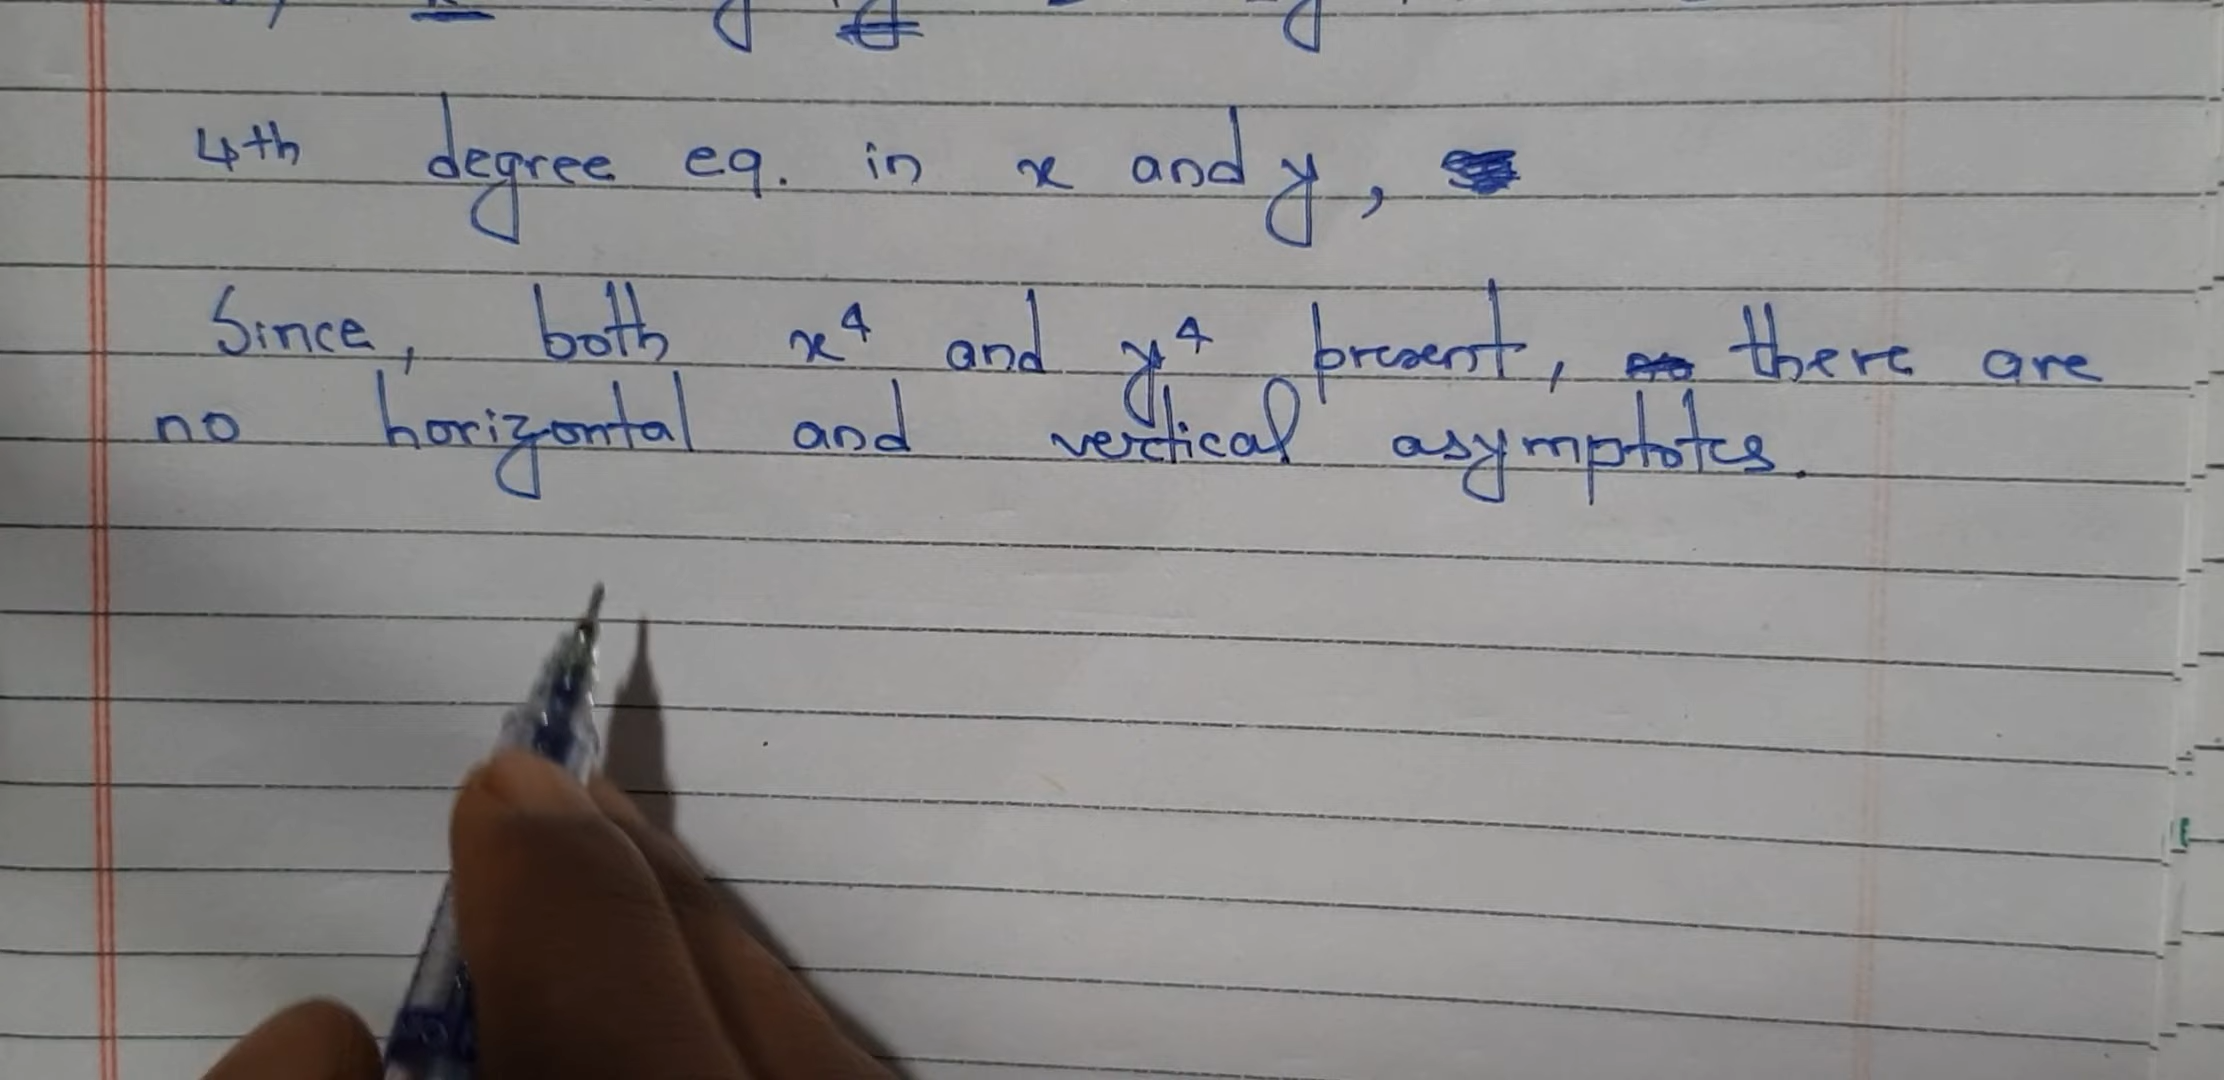 4th degree eq. in x and y,
Since, both x⁴ and y⁴ present, there are
no horizontal and vertical asymptotes.